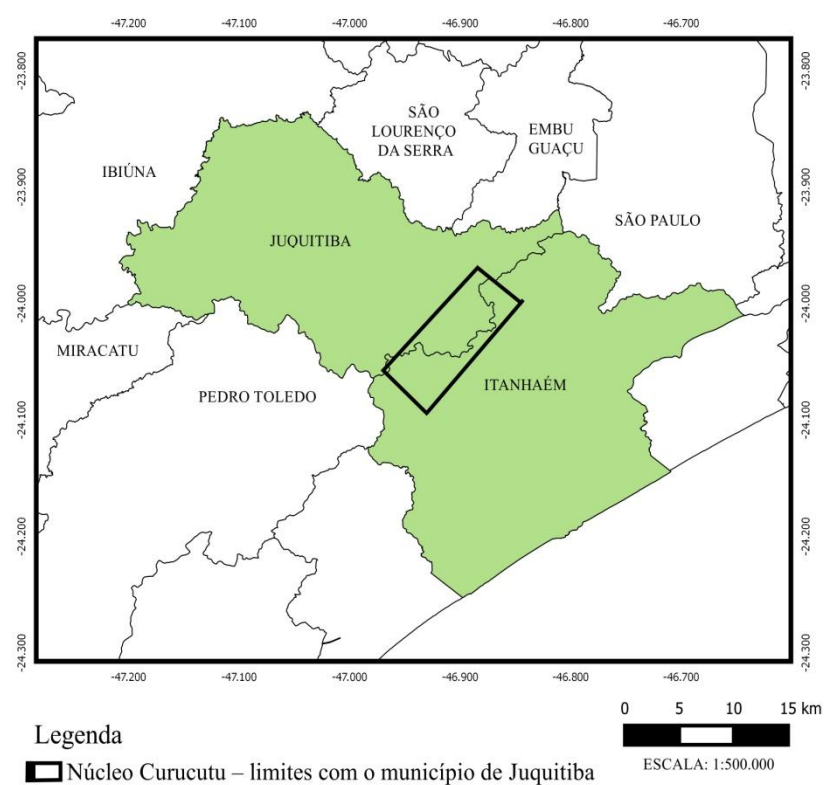 -47.200 -47.100 -47.000 -46.900 -46.800 -46.700
-23.800 -23.800
SÃO
LOURENÇO
DA SERRA
EMBU
GUAÇU
IBIÚNA
-23.900 -23.900
SÃO PAULO
JUQUITIBA
-24.000 -24.000
MIRACATU
ITANHAÉM
PEDRO TOLEDO
-24.100 -24.100
-24.200 -24.200
-24.300 -24.300
-47.200 -47.100 -47.000 -46.900 -46.800 -46.700
0 5 10 15 km
Legenda
ESCALA: 1:500.000
Núcleo Curucutu – limites com o município de Juquitiba